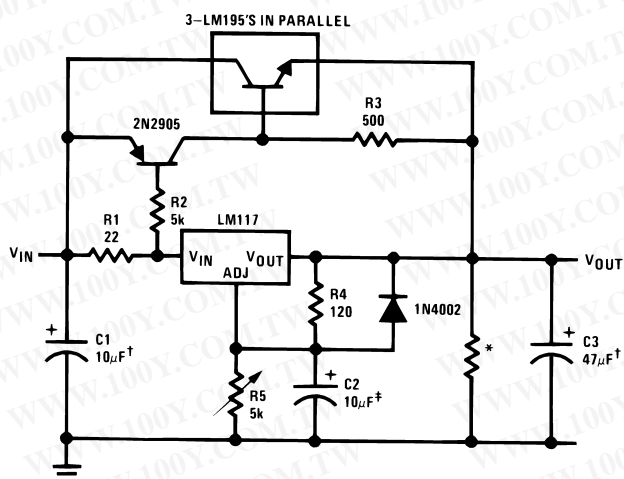 3-LM195'S IN PARALLEL
R3
500
2N2905
R2
5k
R1
22
LM117
VIN
VIN
VOUT
ADJ
VOUT
R4
120
1N4002
*
C1
10μF†
C3
47μF†
R5
5k
C2
10μF‡
WWW.100Y.COM.TW